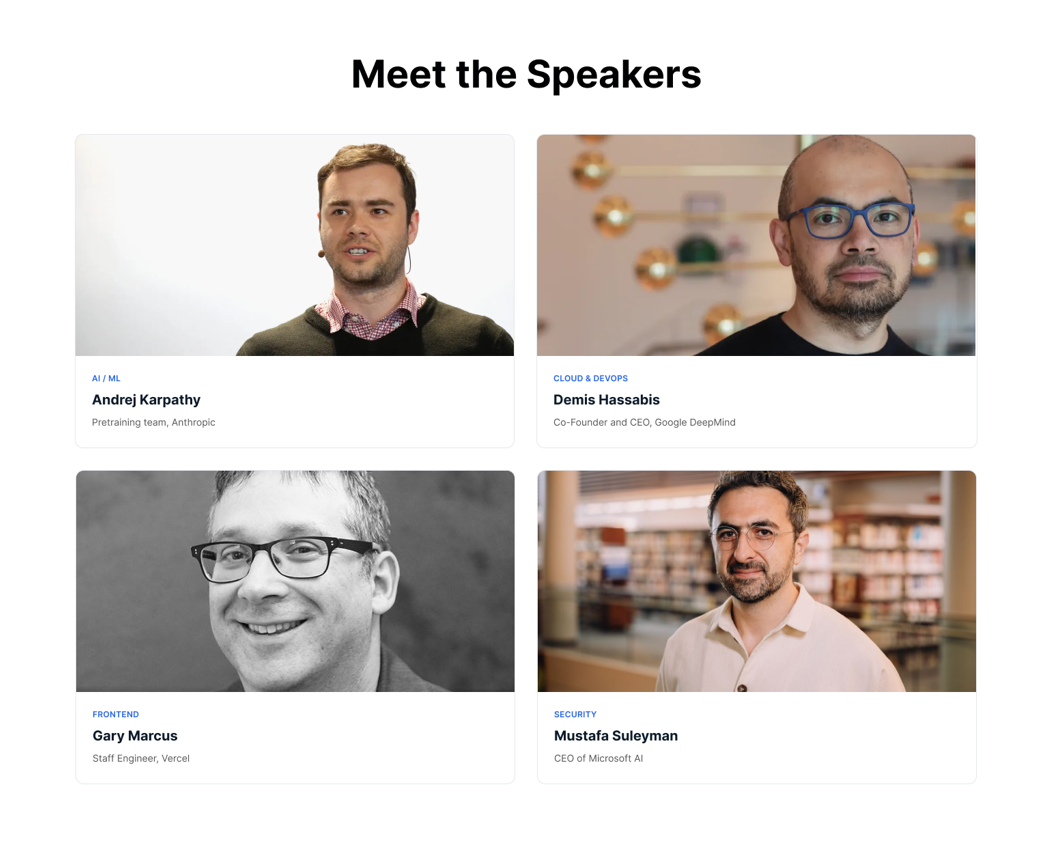 Meet the Speakers
AI / ML
Andrej Karpathy
Pretraining team, Anthropic
CLOUD & DEVOPS
Demis Hassabis
Co-Founder and CEO, Google DeepMind
FRONTEND
Gary Marcus
Staff Engineer, Vercel
SECURITY
Mustafa Suleyman
CEO of Microsoft AI